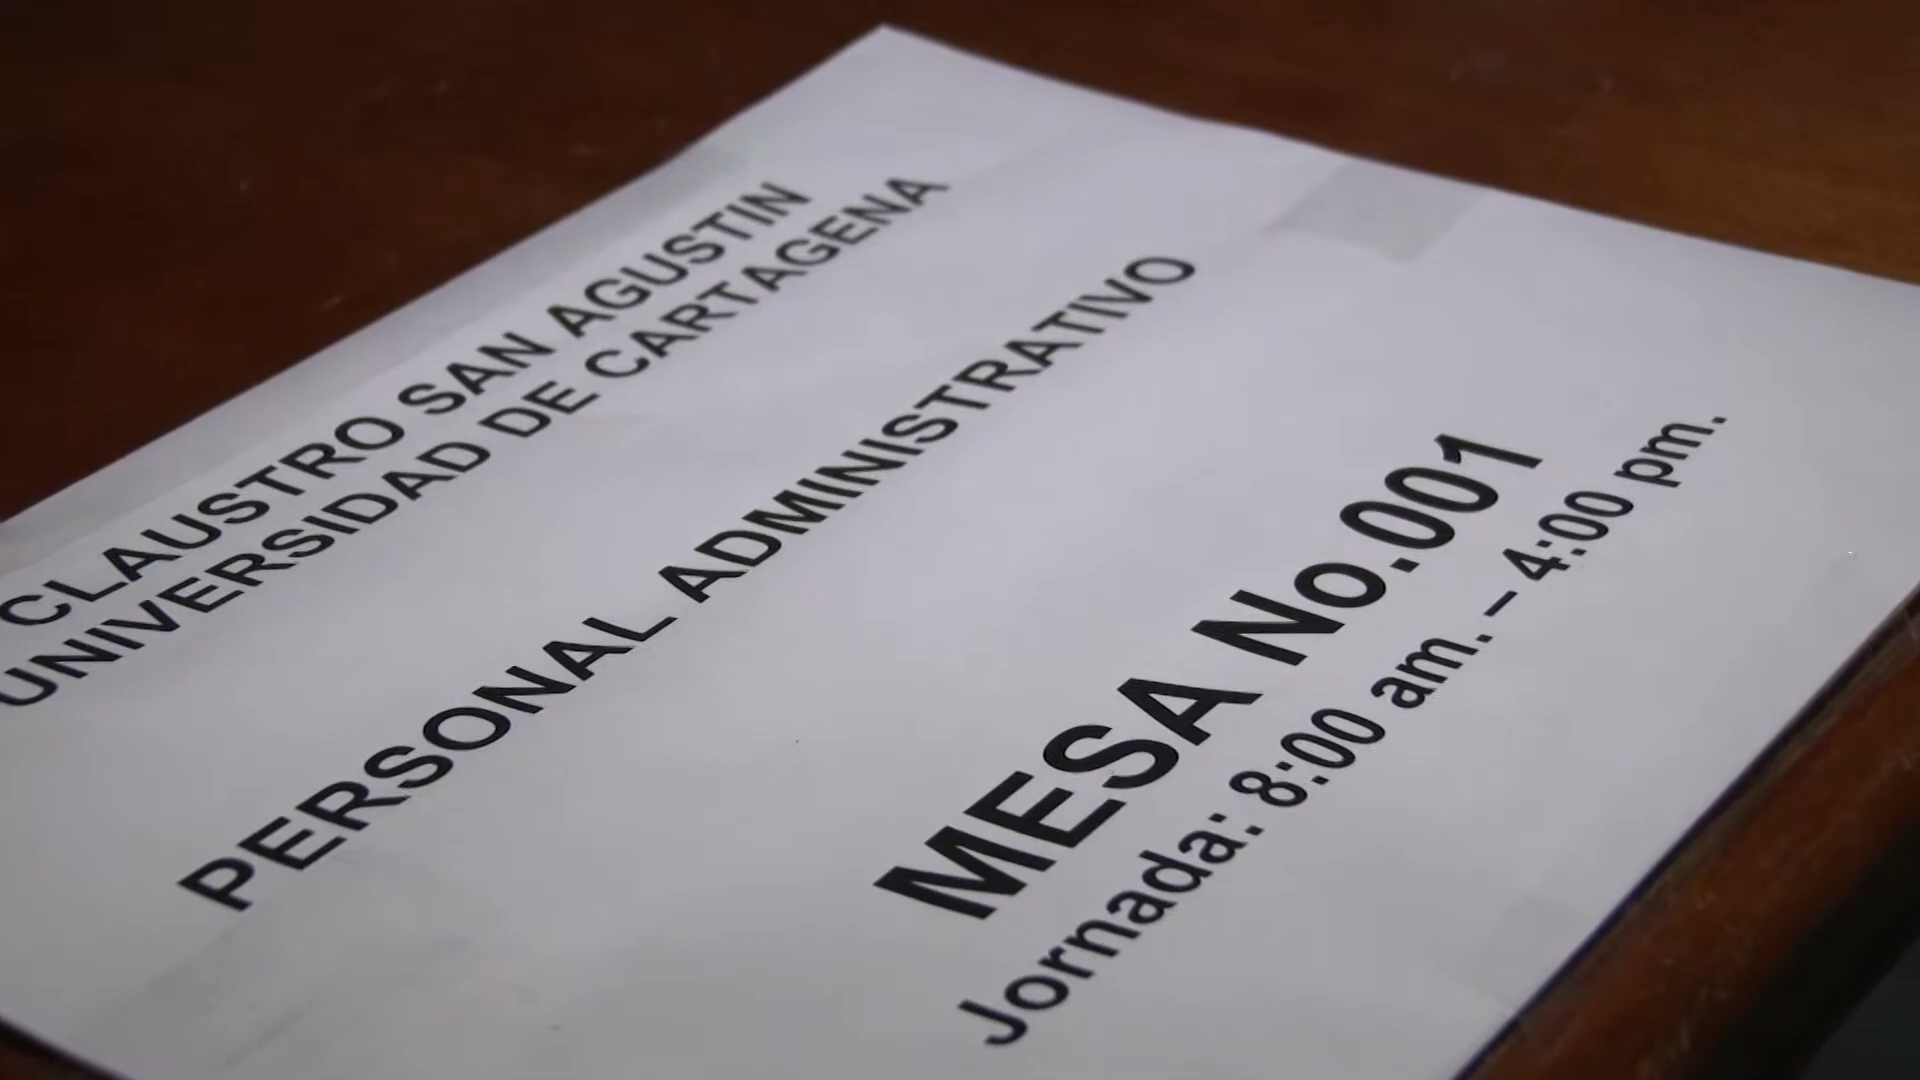 CLAUSTRO SAN AGUSTIN
UNIVERSIDAD DE CARTAGENA
PERSONAL ADMINISTRATIVO
MESA No.001
Jornada: 8:00 am. – 4:00 pm.